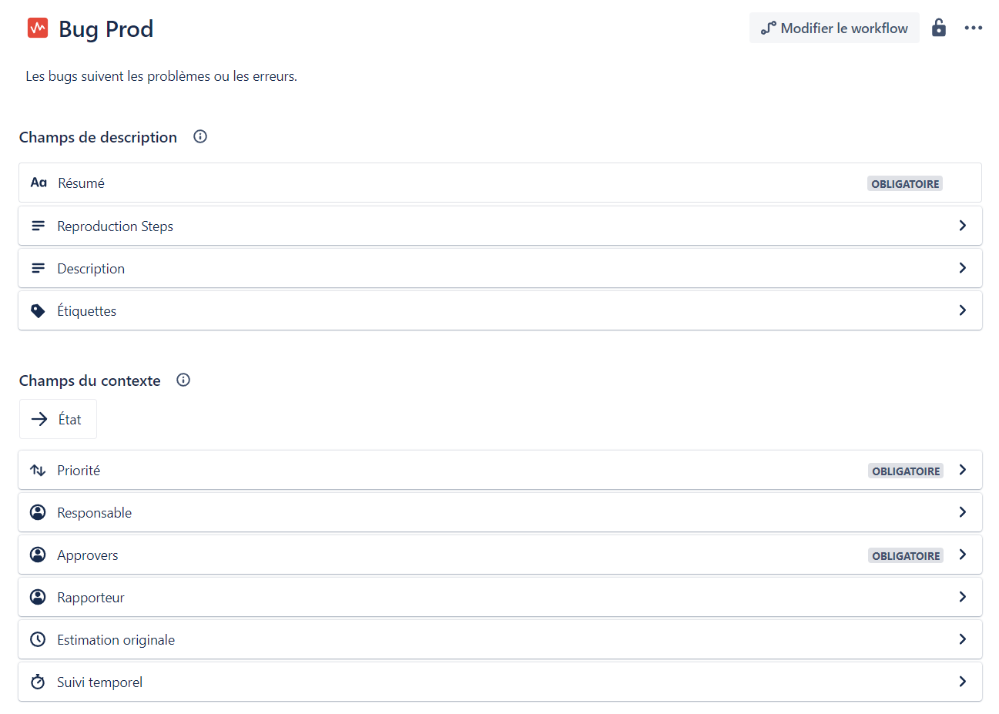 Bug Prod
Modifier le workflow
Les bugs suivent les problèmes ou les erreurs.
Champs de description
Aa Résumé OBLIGATOIRE
Reproduction Steps
Description
Étiquettes
Champs du contexte
État
Priorité OBLIGATOIRE
Responsable
Approvers OBLIGATOIRE
Rapporteur
Estimation originale
Suivi temporel